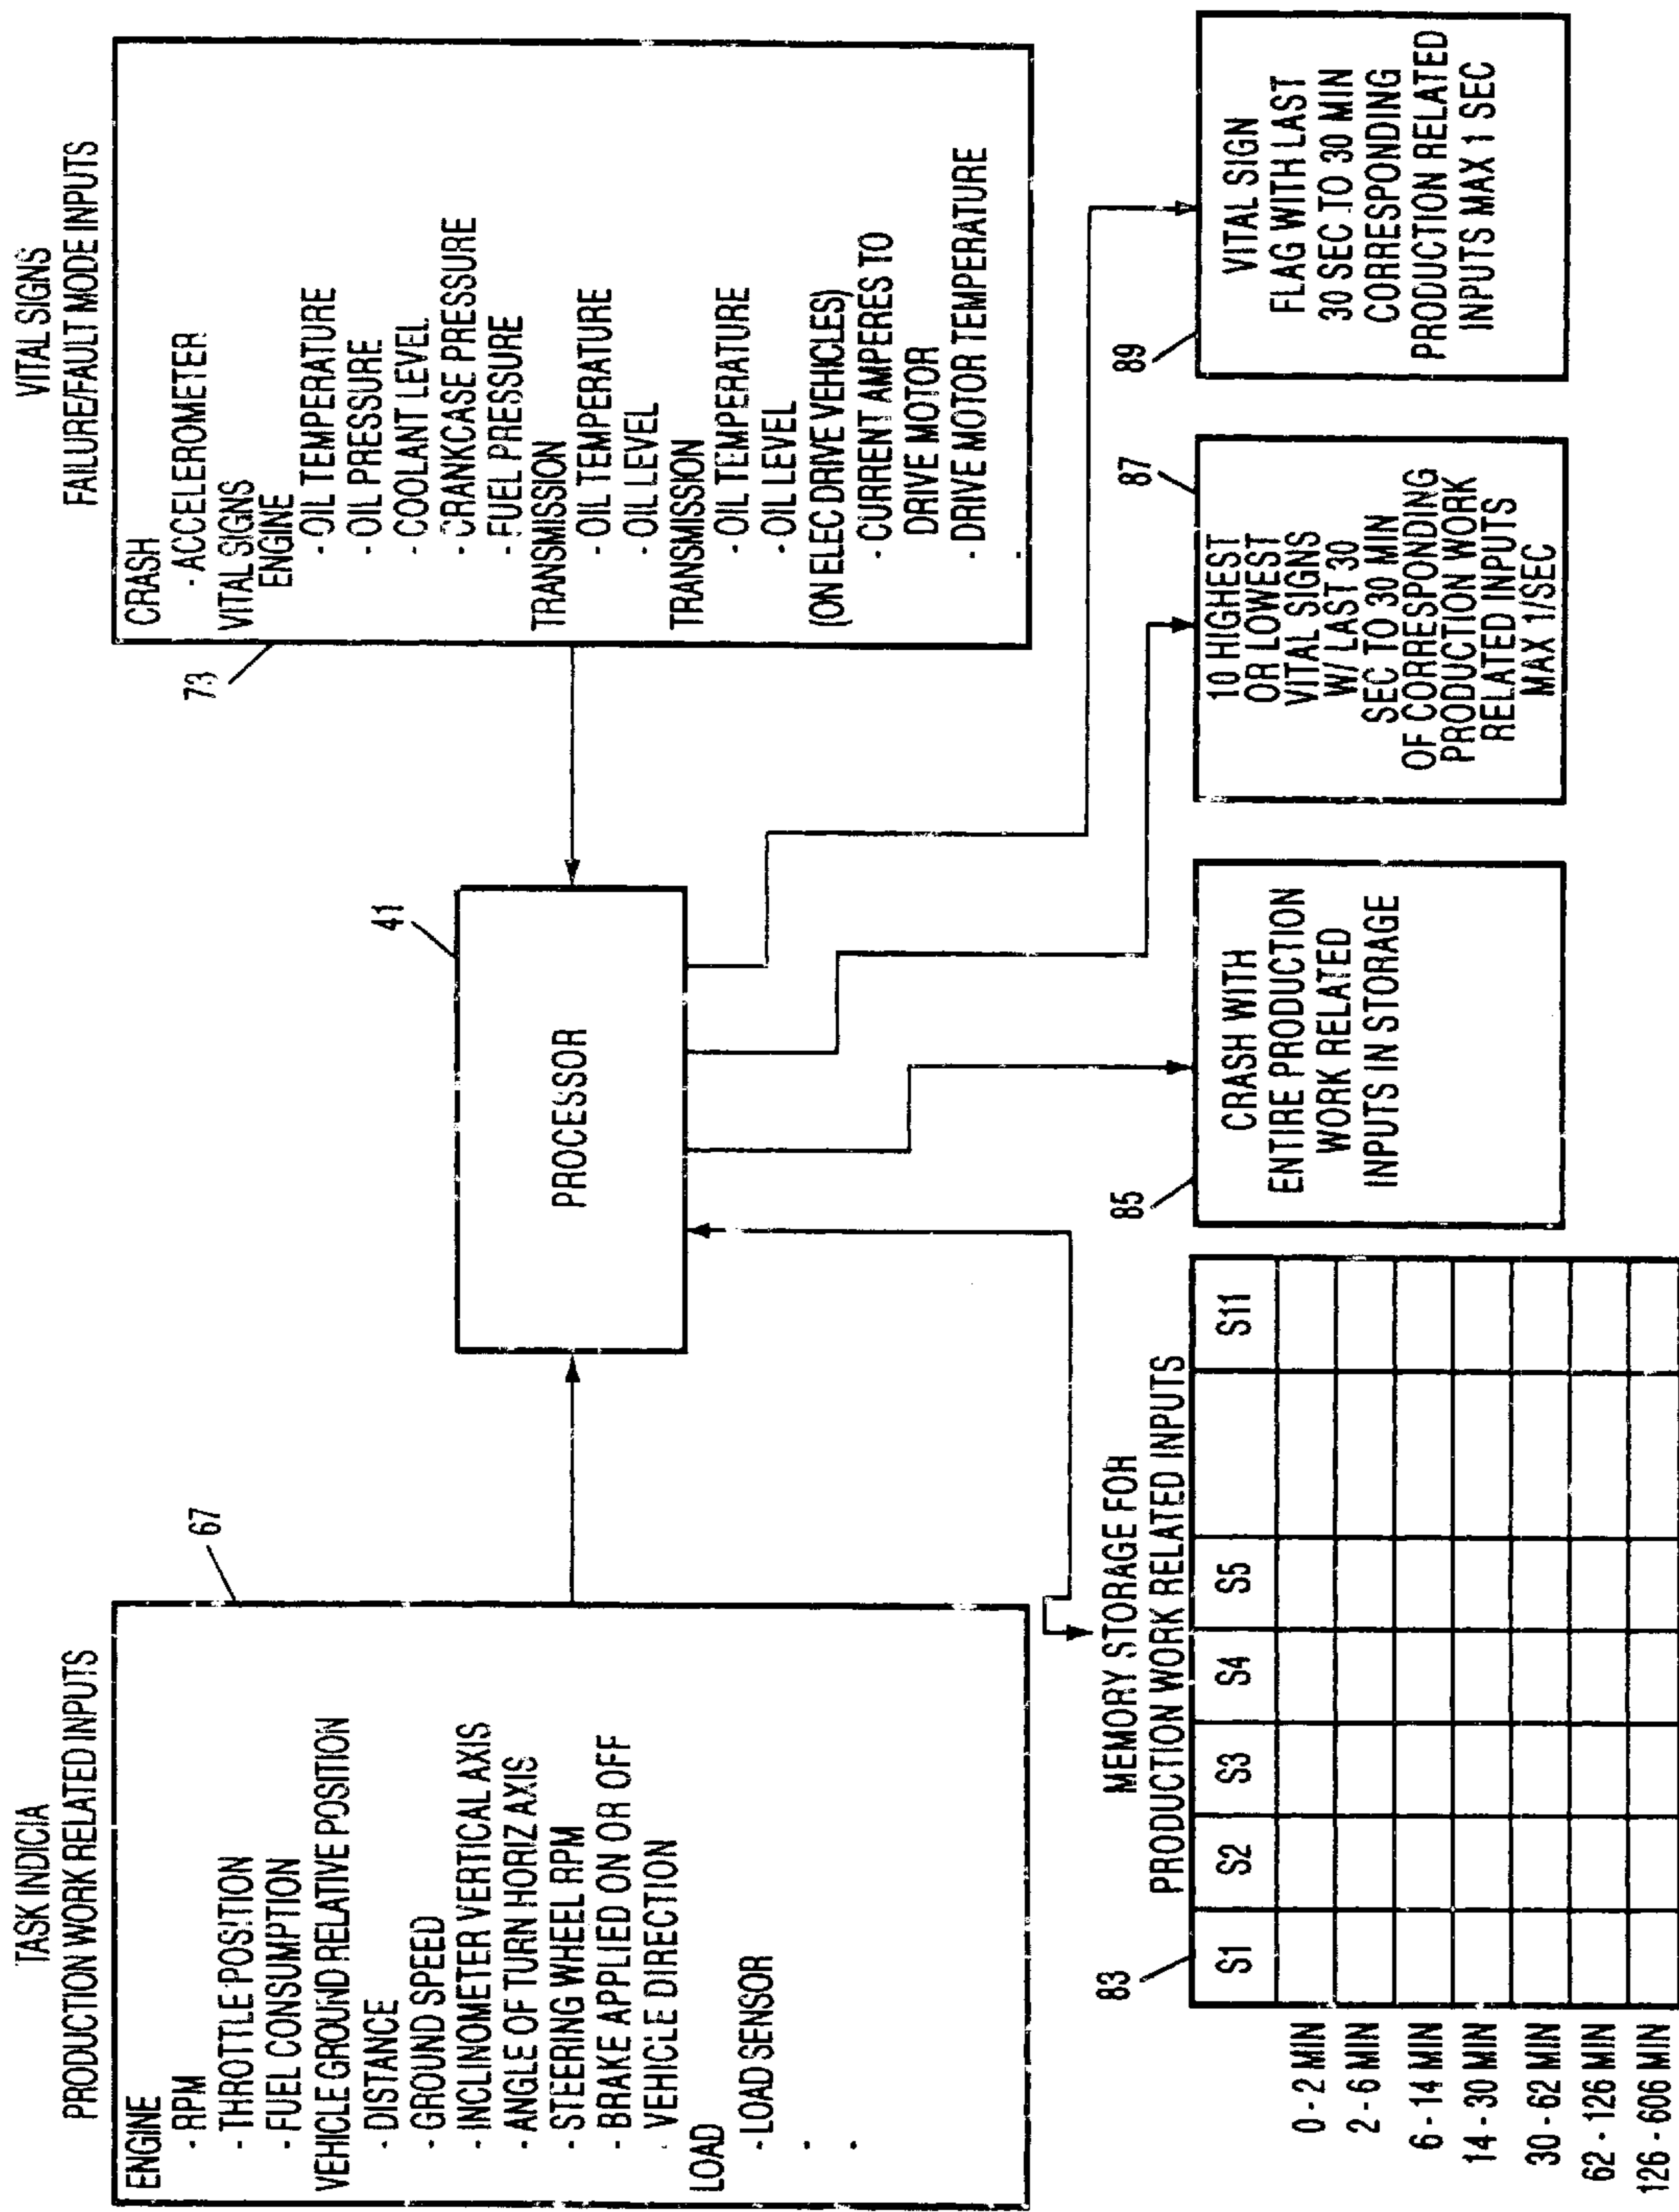 TASK INDICIA
PRODUCTION WORK RELATED INPUTS
67
ENGINE
- RPM
- THROTTLE POSITION
- FUEL CONSUMPTION
VEHICLE GROUND RELATIVE POSITION
- DISTANCE
- GROUND SPEED
- INCLINOMETER VERTICAL AXIS
- ANGLE OF TURN HORIZ AXIS
- STEERING WHEEL RPM
- BRAKE APPLIED ON OR OFF
- VEHICLE DIRECTION
LOAD
- LOAD SENSOR
41
PROCESSOR
VITAL SIGNS
FAILURE/FAULT MODE INPUTS
73
CRASH
- ACCELEROMETER
VITAL SIGNS
ENGINE
- OIL TEMPERATURE
- OIL PRESSURE
- COOLANT LEVEL
- CRANKCASE PRESSURE
- FUEL PRESSURE
TRANSMISSION
- OIL TEMPERATURE
- OIL LEVEL
TRANSMISSION
- OIL TEMPERATURE
- OIL LEVEL
(ON ELEC DRIVE VEHICLES)
- CURRENT AMPERES TO
DRIVE MOTOR
- DRIVE MOTOR TEMPERATURE
MEMORY STORAGE FOR
PRODUCTION WORK RELATED INPUTS
83
S1 S2 S3 S4 S5 S11
0 - 2 MIN
2 - 6 MIN
6 - 14 MIN
14 - 30 MIN
30 - 62 MIN
62 - 126 MIN
126 - 606 MIN
85
CRASH WITH
ENTIRE PRODUCTION
WORK RELATED
INPUTS IN STORAGE
87
10 HIGHEST
OR LOWEST
VITAL SIGNS
W/ LAST 30
SEC TO 30 MIN
OF CORRESPONDING
PRODUCTION WORK
RELATED INPUTS
MAX 1/SEC
89
VITAL SIGN
FLAG WITH LAST
30 SEC TO 30 MIN
CORRESPONDING
PRODUCTION RELATED
INPUTS MAX 1 SEC